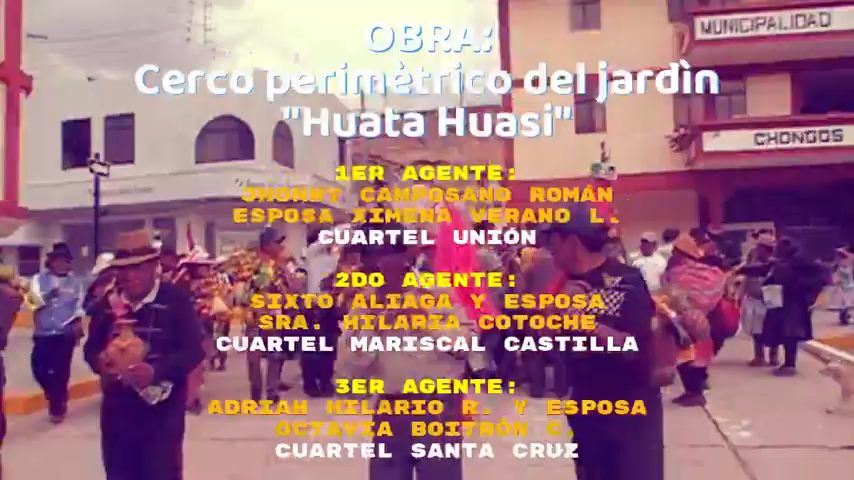 OBRA:
Cerco perimètrico del jardìn
"Huata Huasi"
MUNICIPALIDAD
CHONGOS
1ER AGENTE:
JHONNY CAMPOSANO ROMÁN
ESPOSA XIMENA VERANO L.
CUARTEL UNIÓN
2DO AGENTE:
SIXTO ALIAGA Y ESPOSA
SRA. HILARIA COTOCHE
CUARTEL MARISCAL CASTILLA
3ER AGENTE:
ADRIAN HILARIO R. Y ESPOSA
OCTAVIA BOITRÓN C.
CUARTEL SANTA CRUZ